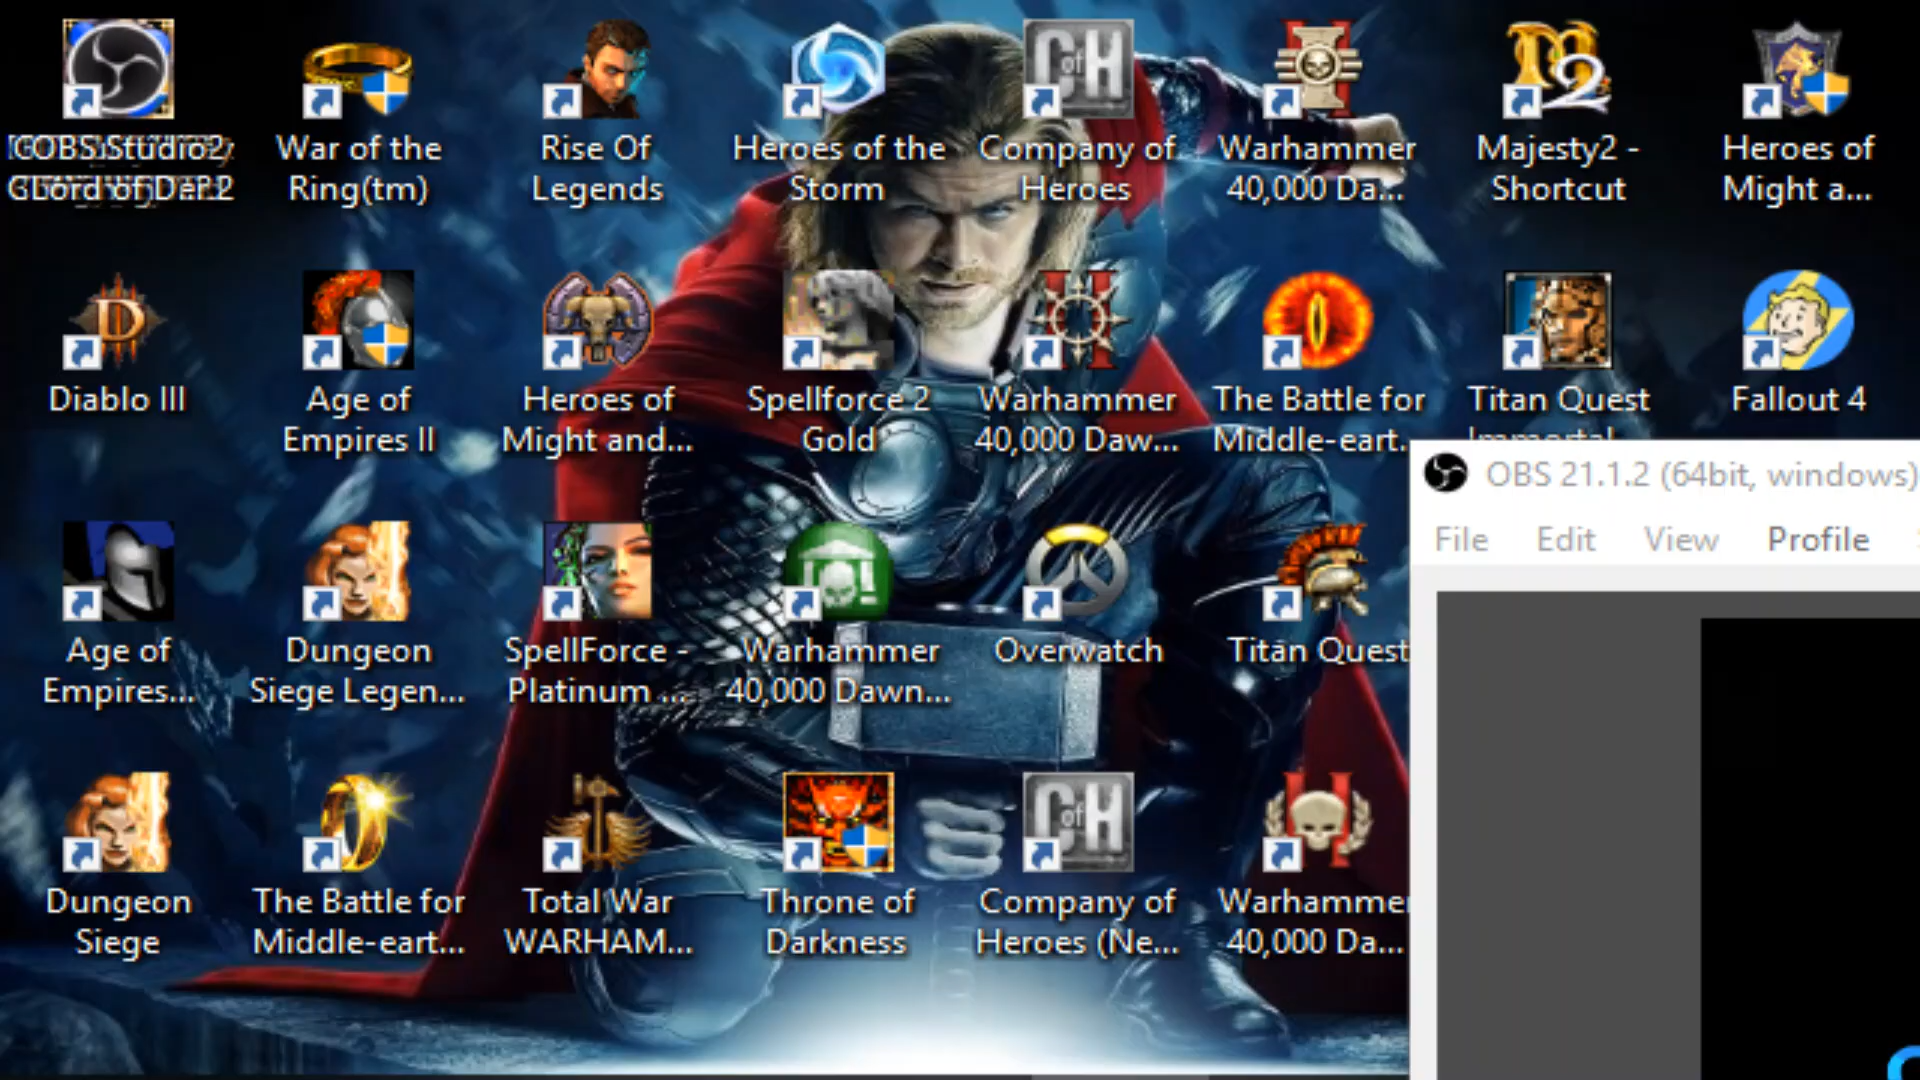 War of the
Ring(tm)
Rise Of
Legends
Heroes of the
Storm
Company of
Heroes
Warhammer
40,000 Da...
Majesty2 -
Shortcut
Heroes of
Might a...
Diablo III
Age of
Empires II
Heroes of
Might and...
Spellforce 2
Gold
Warhammer
40,000 Daw...
The Battle for
Middle-eart...
Titan Quest
Immortal
Fallout 4
OBS 21.1.2 (64bit, windows)
File Edit View Profile
Age of
Empires...
Dungeon
Siege Legen...
SpellForce -
Platinum ...
Warhammer
40,000 Dawn...
Overwatch
Titan Quest
Dungeon
Siege
The Battle for
Middle-eart...
Total War
WARHAM...
Throne of
Darkness
Company of
Heroes (Ne...
Warhammer
40,000 Da...